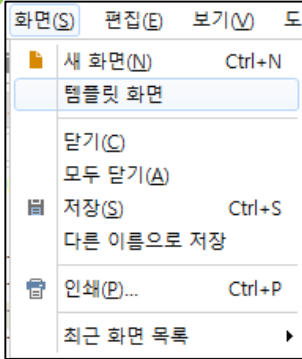 화면(S) 편집(E) 보기(V) 도
새 화면(N) Ctrl+N
템플릿 화면
닫기(C)
모두 닫기(A)
저장(S) Ctrl+S
다른 이름으로 저장
인쇄(P)... Ctrl+P
최근 화면 목록